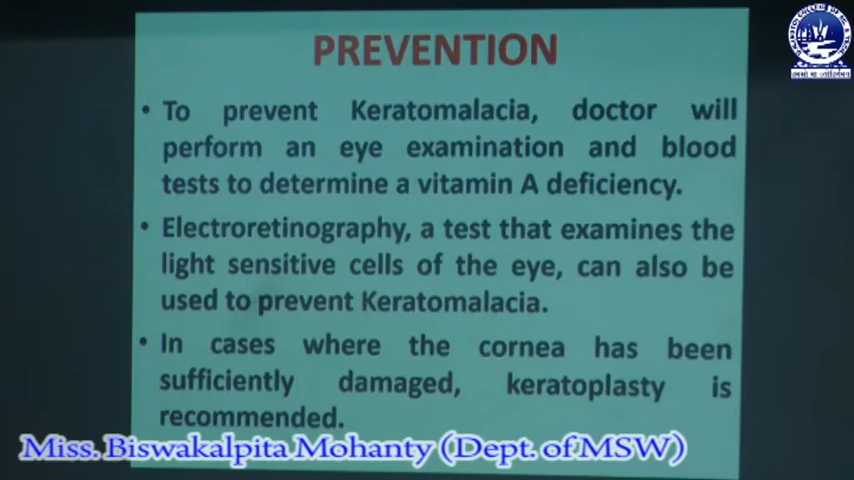 PREVENTION
• To prevent Keratomalacia, doctor will
perform an eye examination and blood
tests to determine a vitamin A deficiency.
• Electroretinography, a test that examines the
light sensitive cells of the eye, can also be
used to prevent Keratomalacia.
• In cases where the cornea has been
sufficiently damaged, keratoplasty is
recommended.
Miss. Biswakalpita Mohanty (Dept. of MSW)